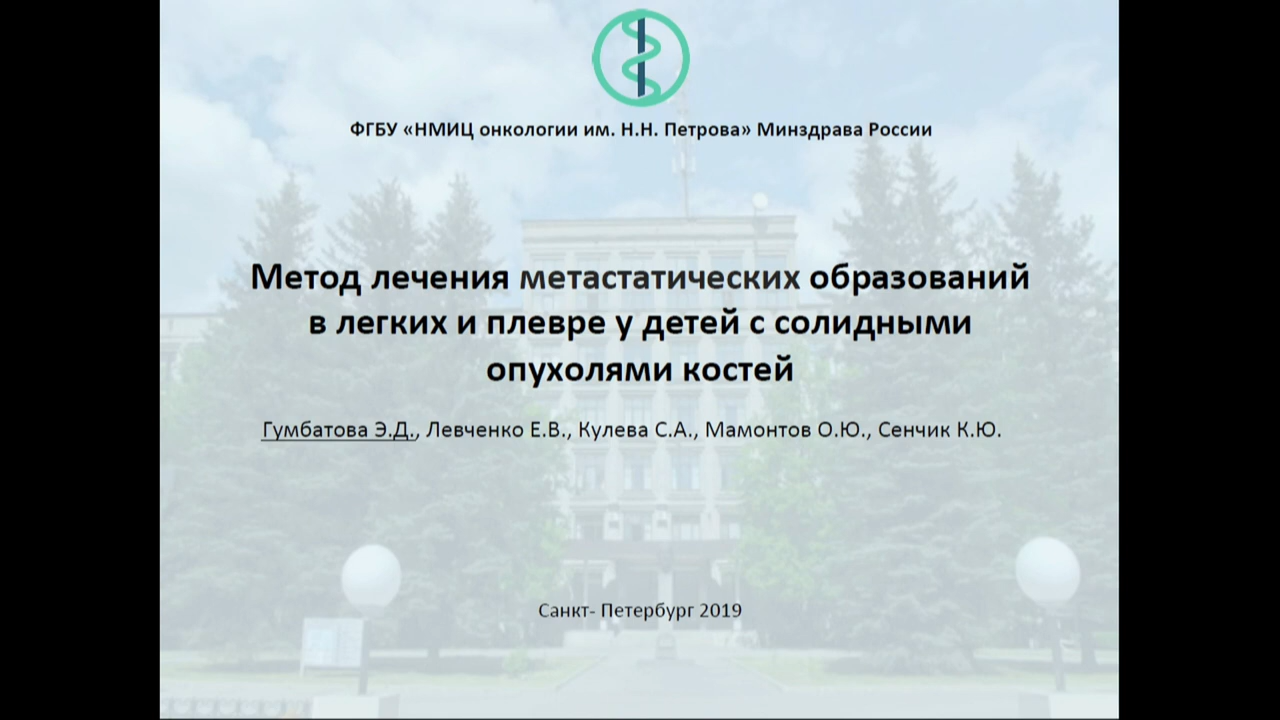 ФГБУ «НМИЦ онкологии им. Н.Н. Петрова» Минздрава России
Метод лечения метастатических образований
в легких и плевре у детей с солидными
опухолями костей
Гумбатова Э.Д., Левченко Е.В., Кулева С.А., Мамонтов О.Ю., Сенчик К.Ю.
Санкт- Петербург 2019